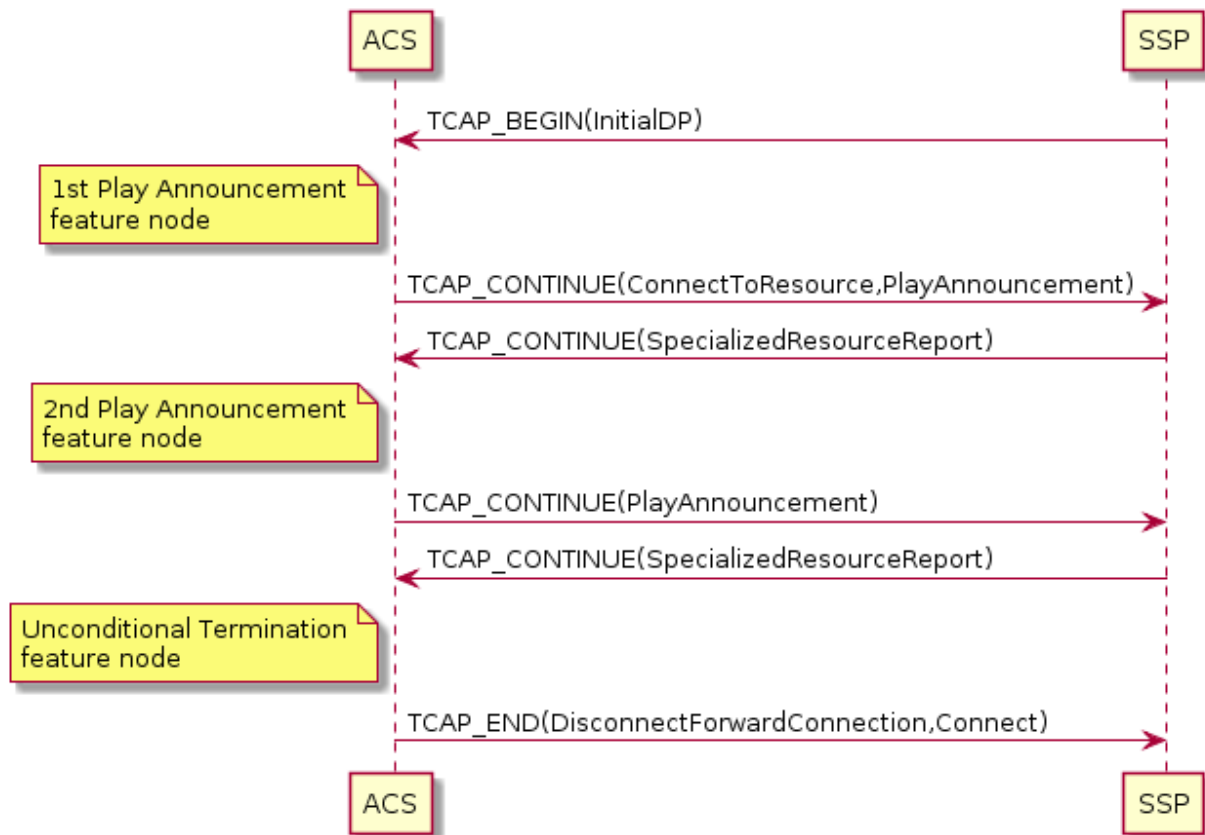 ACS
SSP
TCAP_BEGIN(InitialDP)
1st Play Announcement
feature node
TCAP_CONTINUE(ConnectToResource,PlayAnnouncement)
TCAP_CONTINUE(SpecializedResourceReport)
2nd Play Announcement
feature node
TCAP_CONTINUE(PlayAnnouncement)
TCAP_CONTINUE(SpecializedResourceReport)
Unconditional Termination
feature node
TCAP_END(DisconnectForwardConnection,Connect)
ACS
SSP